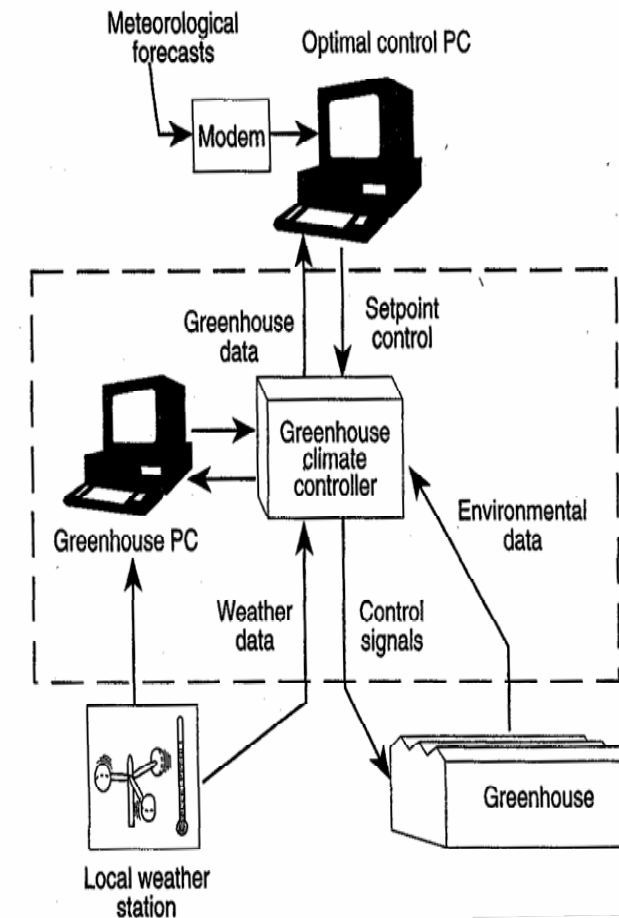 Meteorological
forecasts
Optimal control PC
Modem
Greenhouse
data
Setpoint
control
Greenhouse
climate
controller
Greenhouse PC
Environmental
data
Weather
data
Control
signals
Greenhouse
Local weather
station